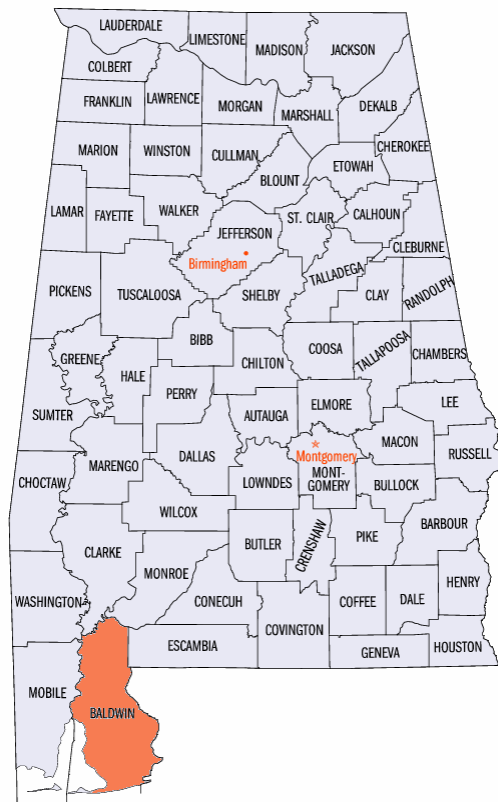 LAUDERDALE
LIMESTONE
MADISON
JACKSON
COLBERT
FRANKLIN
LAWRENCE
MORGAN
MARSHALL
DEKALB
CHEROKEE
MARION
WINSTON
CULLMAN
BLOUNT
ETOWAH
LAMAR
FAYETTE
WALKER
JEFFERSON
ST. CLAIR
CALHOUN
CLEBURNE
Birmingham
PICKENS
TUSCALOOSA
SHELBY
TALLADEGA
CLAY
RANDOLPH
BIBB
GREENE
HALE
PERRY
CHILTON
COOSA
TALLAPOOSA
CHAMBERS
SUMTER
AUTAUGA
ELMORE
LEE
MACON
RUSSELL
Montgomery
MONT-
GOMERY
MARENGO
DALLAS
LOWNDES
BULLOCK
CHOCTAW
WILCOX
BARBOUR
CLARKE
BUTLER
CRENSHAW
PIKE
MONROE
HENRY
WASHINGTON
CONECUH
COFFEE
DALE
COVINGTON
ESCAMBIA
GENEVA
HOUSTON
MOBILE
BALDWIN